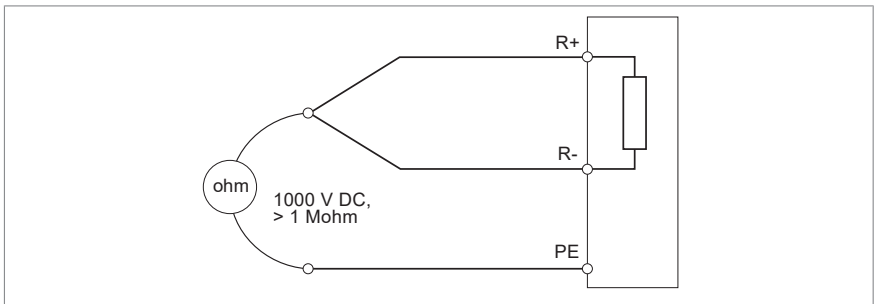 R+
R-
ohm
1000 V DC,
> 1 Mohm
PE